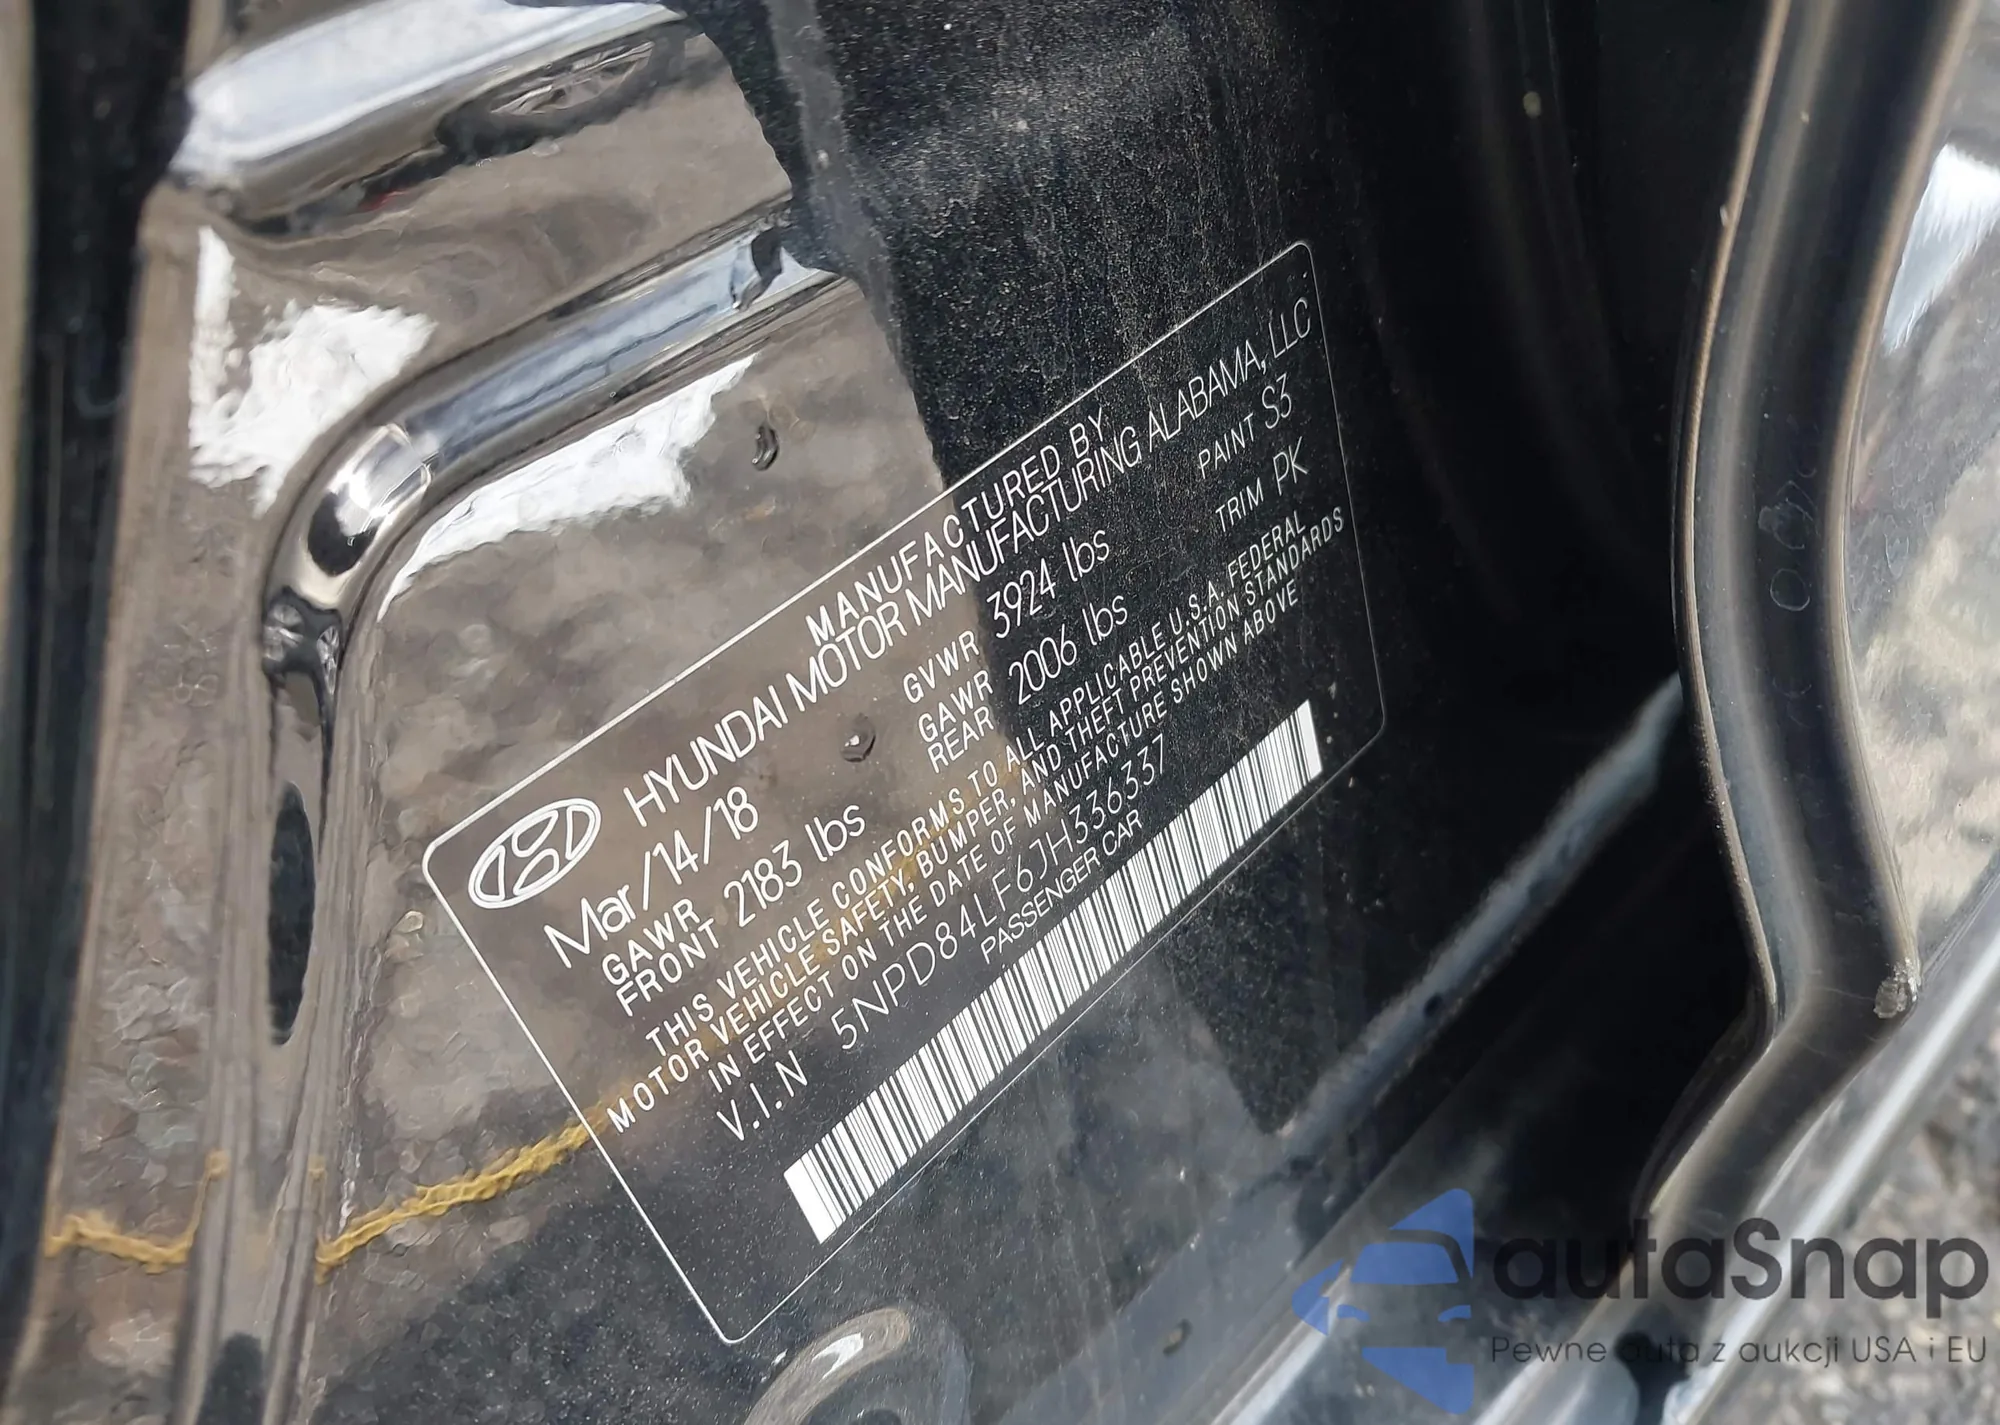 MANUFACTURED BY
HYUNDAI MOTOR MANUFACTURING ALABAMA, LLC
Mar/14/18 GVWR 3924 lbs PAINT S3
GAWR FRONT 2183 lbs GAWR REAR 2006 lbs TRIM PK
THIS VEHICLE CONFORMS TO ALL APPLICABLE U.S.A. FEDERAL
MOTOR VEHICLE SAFETY, BUMPER, AND THEFT PREVENTION STANDARDS
IN EFFECT ON THE DATE OF MANUFACTURE SHOWN ABOVE
V.I.N 5NPD84LF6JH336337
PASSENGER CAR
autaSnap
Pewne auta z aukcji USA i EU